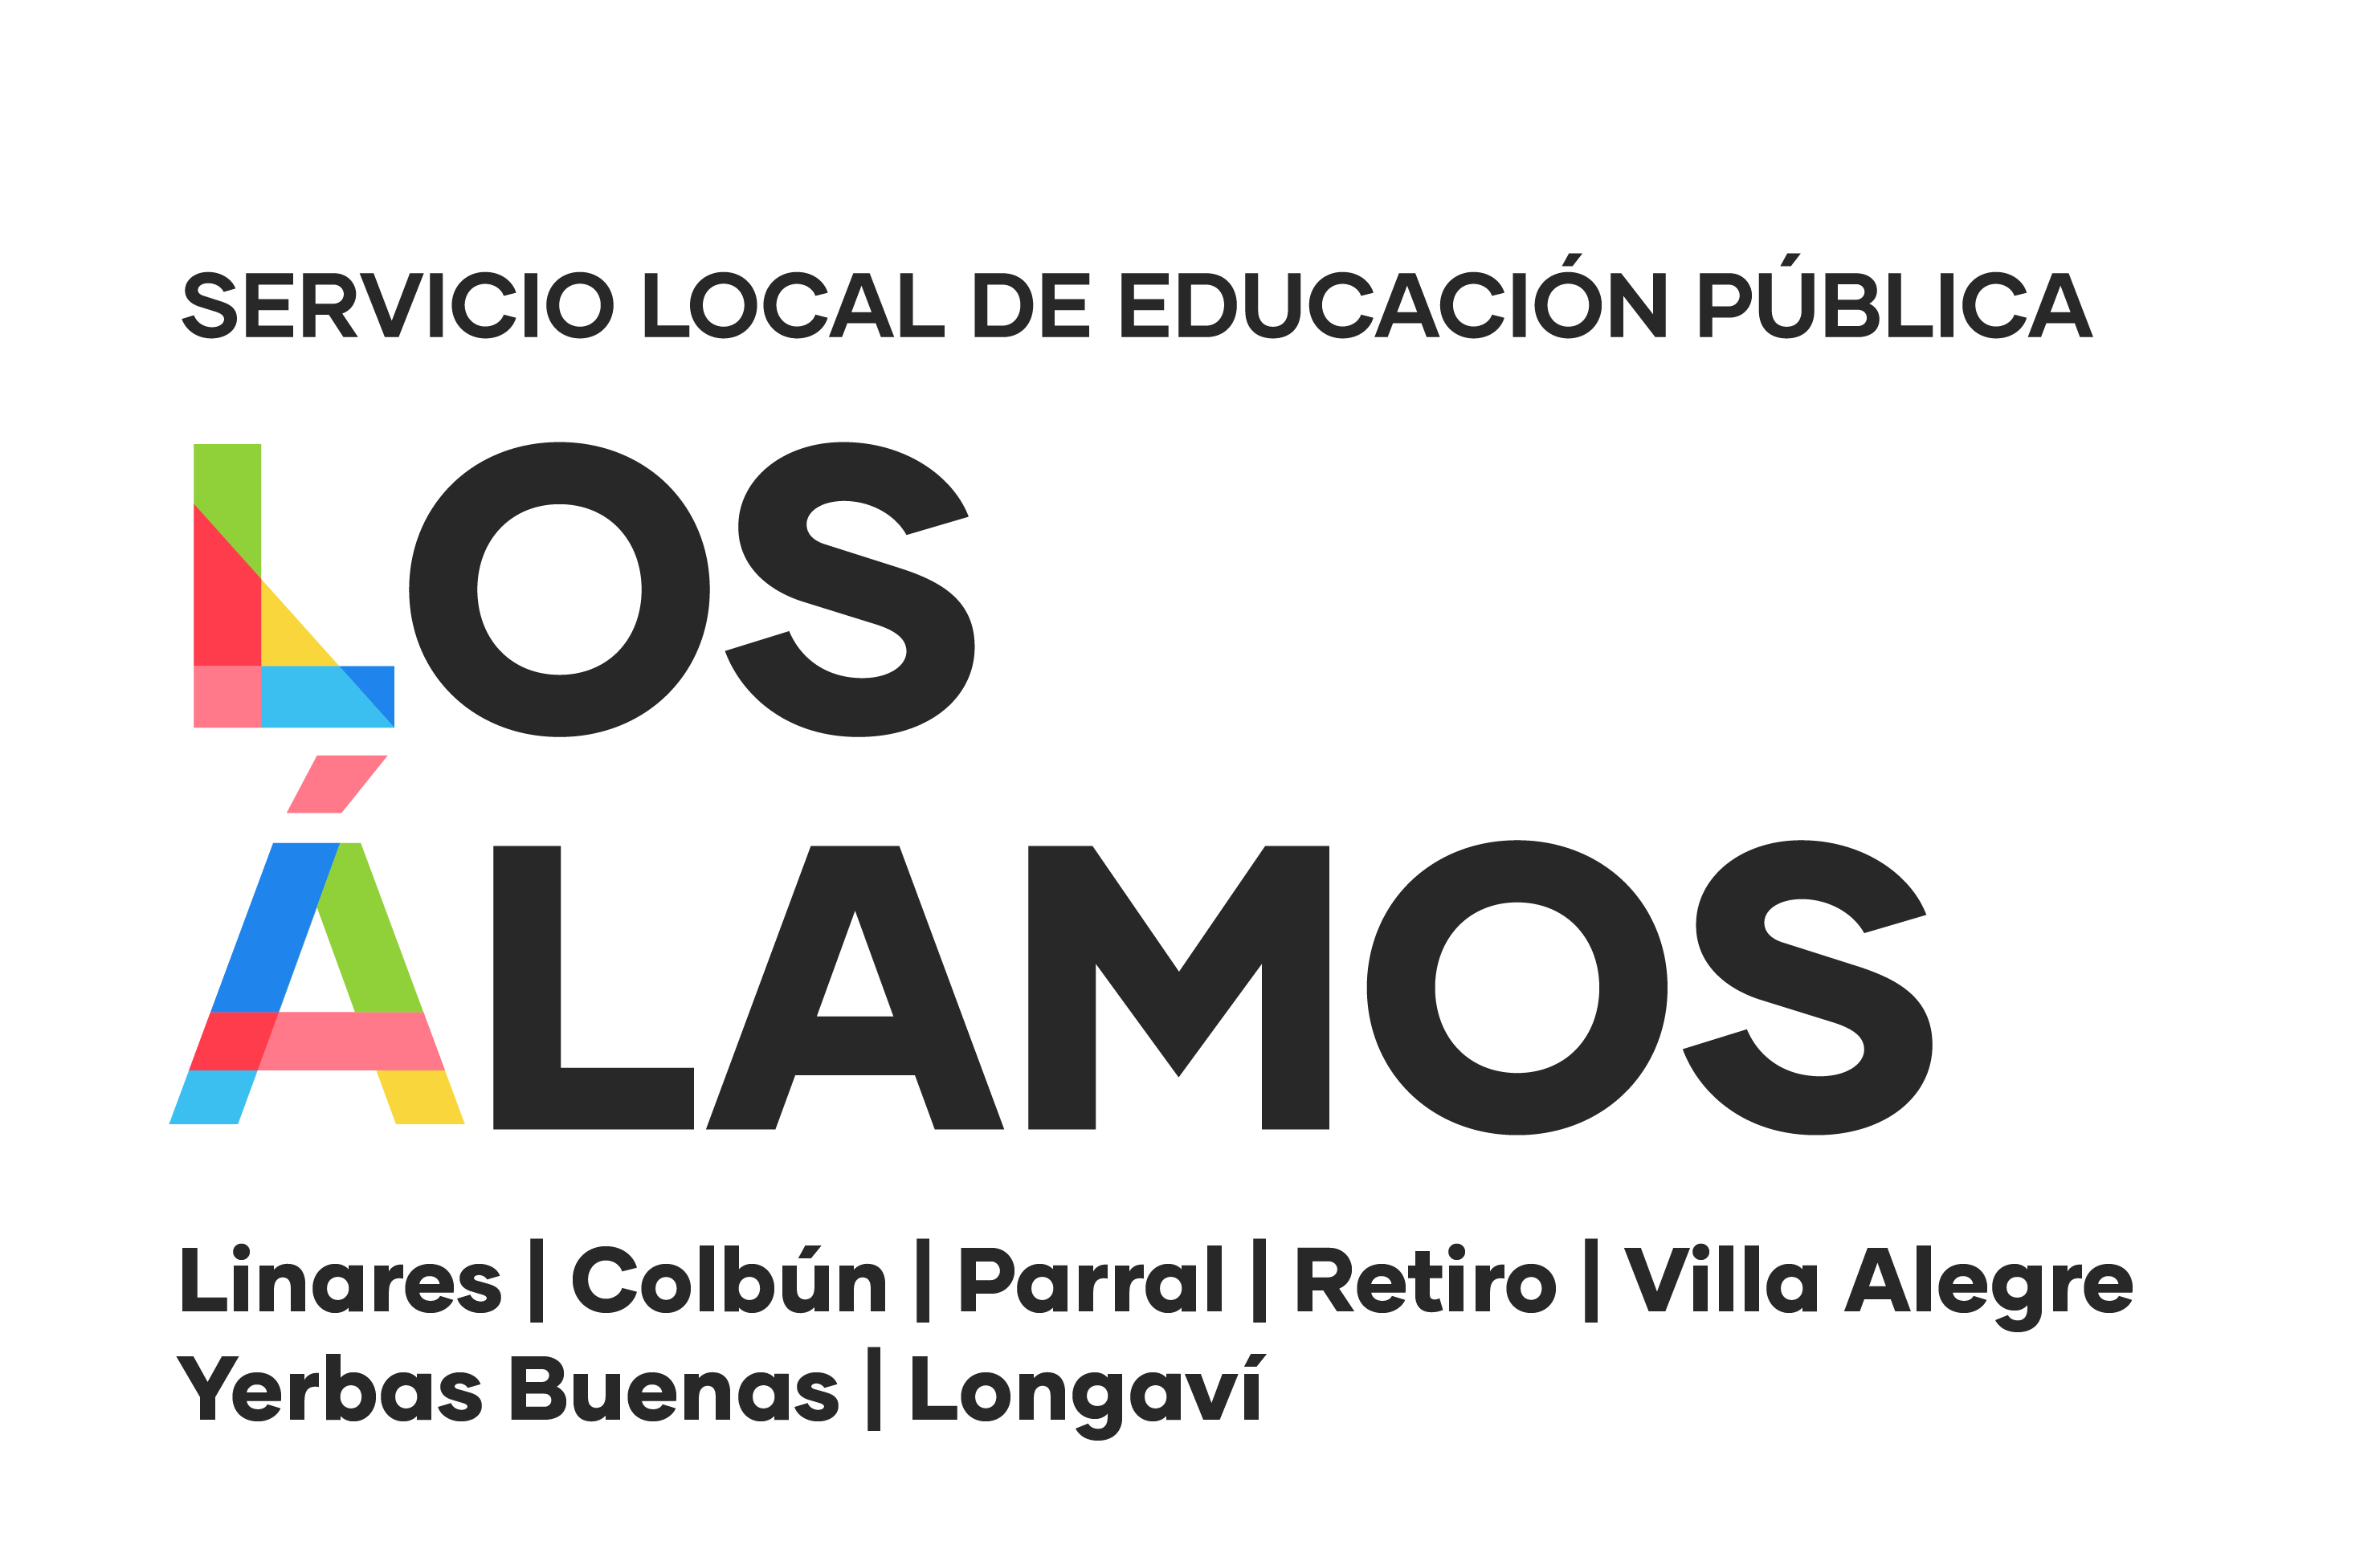 SERVICIO LOCAL DE EDUCACIÓN PÚBLICA
LOS
ÁLAMOS
Linares | Colbún | Parral | Retiro | Villa Alegre
Yerbas Buenas | Longaví